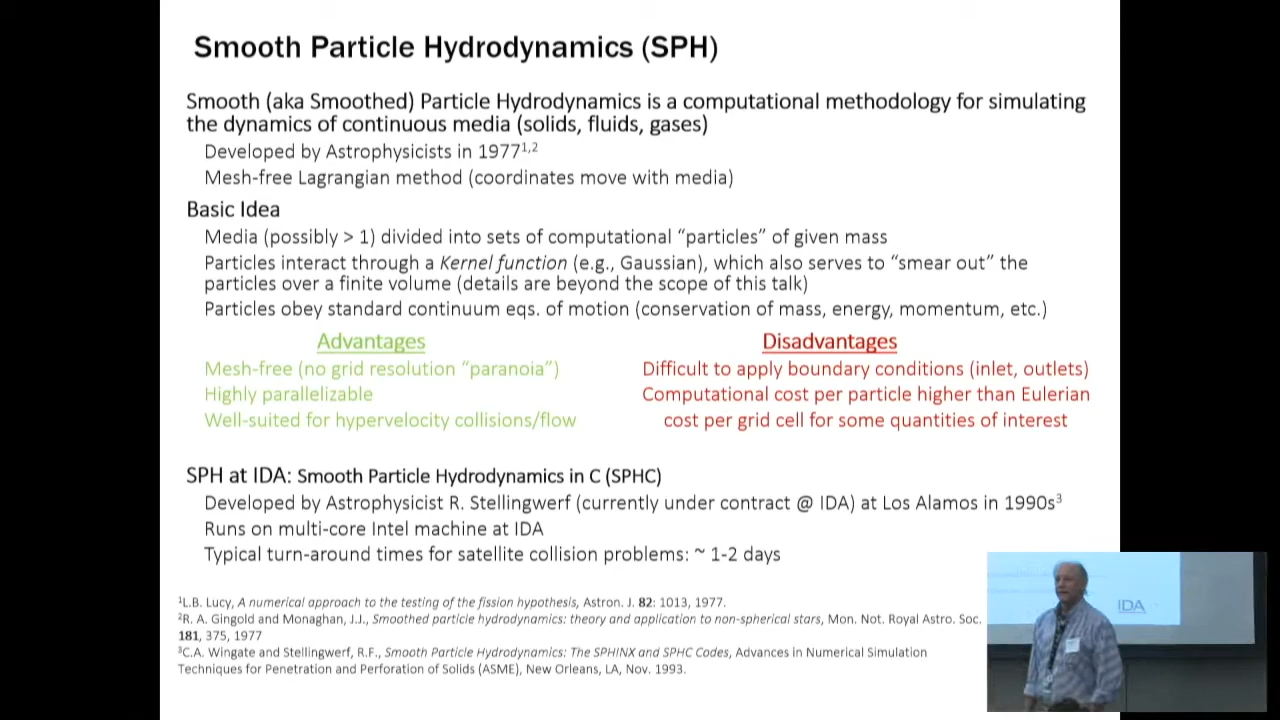 Smooth Particle Hydrodynamics (SPH)
Smooth (aka Smoothed) Particle Hydrodynamics is a computational methodology for simulating
the dynamics of continuous media (solids, fluids, gases)
Developed by Astrophysicists in 1977¹,²
Mesh-free Lagrangian method (coordinates move with media)
Basic Idea
Media (possibly > 1) divided into sets of computational “particles” of given mass
Particles interact through a Kernel function (e.g., Gaussian), which also serves to “smear out” the
particles over a finite volume (details are beyond the scope of this talk)
Particles obey standard continuum eqs. of motion (conservation of mass, energy, momentum, etc.)
Advantages
Mesh-free (no grid resolution “paranoia”)
Highly parallelizable
Well-suited for hypervelocity collisions/flow
Disadvantages
Difficult to apply boundary conditions (inlet, outlets)
Computational cost per particle higher than Eulerian
cost per grid cell for some quantities of interest
SPH at IDA: Smooth Particle Hydrodynamics in C (SPHC)
Developed by Astrophysicist R. Stellingwerf (currently under contract @ IDA) at Los Alamos in 1990s³
Runs on multi-core Intel machine at IDA
Typical turn-around times for satellite collision problems: ~ 1-2 days
¹L.B. Lucy, A numerical approach to the testing of the fission hypothesis, Astron. J. 82: 1013, 1977.
²R. A. Gingold and Monaghan, J.J., Smoothed particle hydrodynamics: theory and application to non-spherical stars, Mon. Not. Royal Astro. Soc.
181, 375, 1977
³C.A. Wingate and Stellingwerf, R.F., Smooth Particle Hydrodynamics: The SPHINX and SPHC Codes, Advances in Numerical Simulation
Techniques for Penetration and Perforation of Solids (ASME), New Orleans, LA, Nov. 1993.
IDA